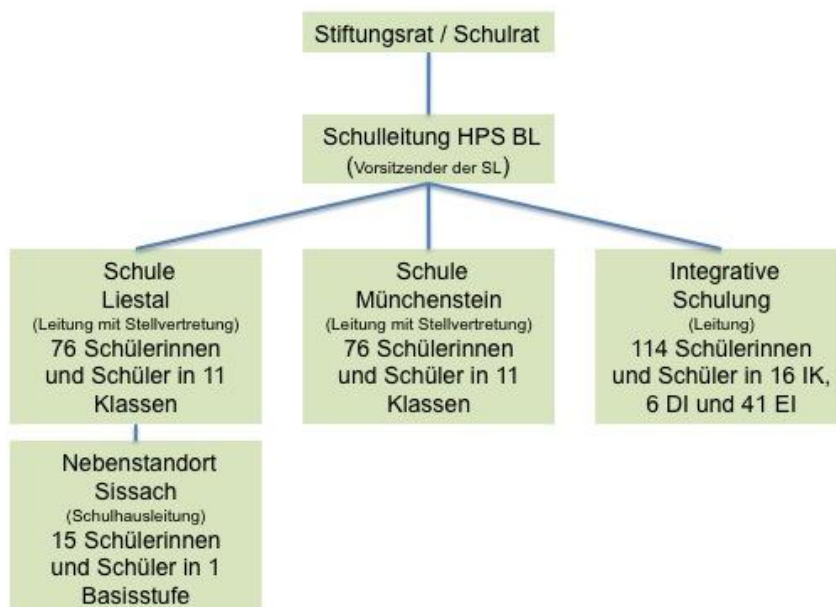 Stiftungsrat / Schulrat
Schulleitung HPS BL
(Vorsitzender der SL)
Schule
Liestal
(Leitung mit Stellvertretung)
76 Schülerinnen
und Schüler in 11
Klassen
Schule
Münchenstein
(Leitung mit Stellvertretung)
76 Schülerinnen
und Schüler in 11
Klassen
Integrative
Schulung
(Leitung)
114 Schülerinnen
und Schüler in 16 IK,
6 DI und 41 EI
Nebenstandort
Sissach
(Schulhausleitung)
15 Schülerinnen
und Schüler in 1
Basisstufe